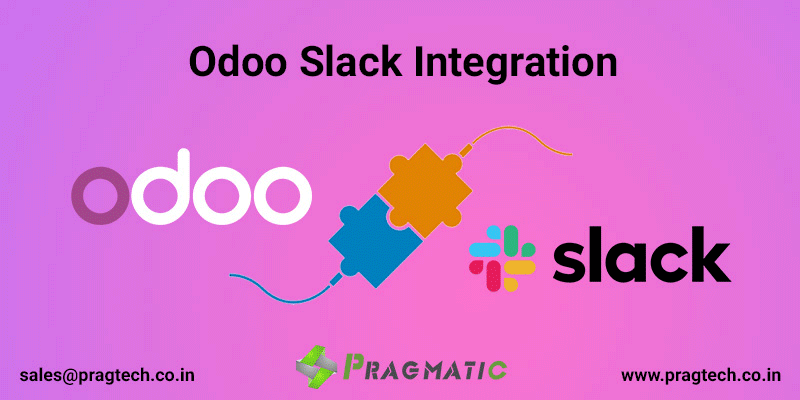 Odoo Slack Integration
odoo
slack
PRAGMATIC
sales@pragtech.co.in
www.pragtech.co.in